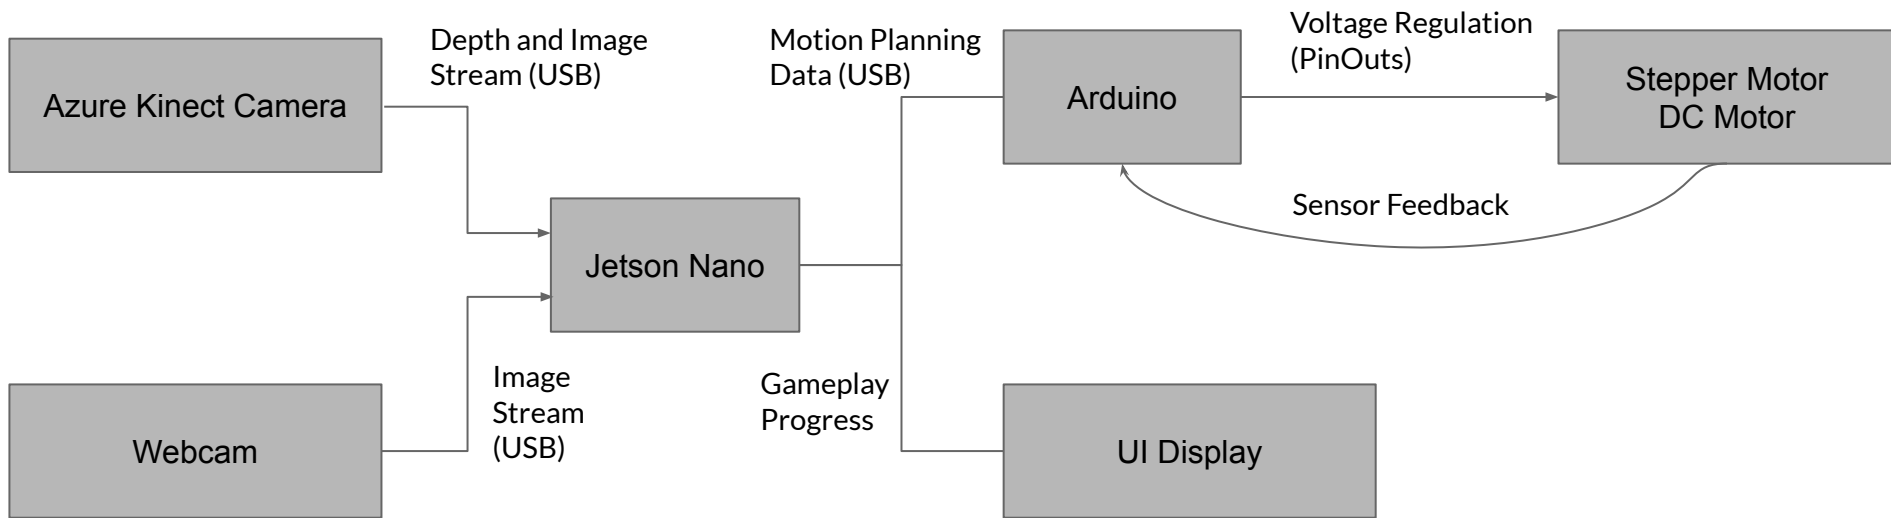 Depth and Image
Stream (USB)
Motion Planning
Data (USB)
Voltage Regulation
(PinOuts)
Azure Kinect Camera
Arduino
Stepper Motor
DC Motor
Sensor Feedback
Jetson Nano
Image
Stream
(USB)
Gameplay
Progress
Webcam
UI Display